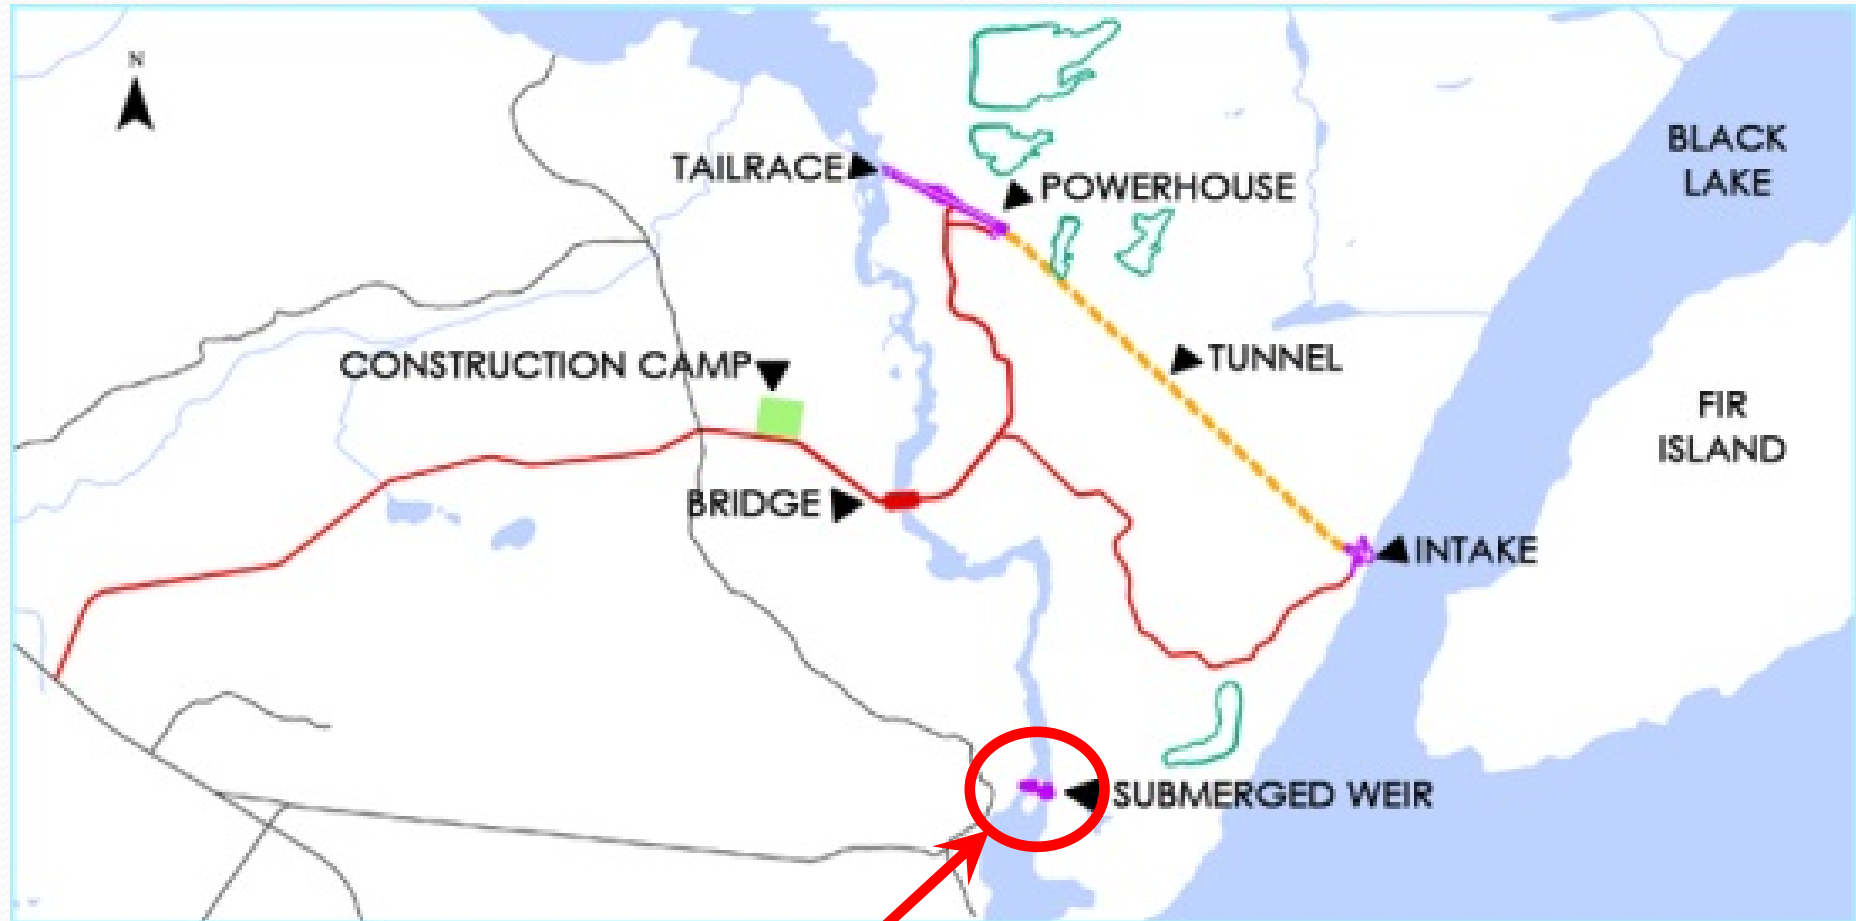 N
BLACK
LAKE
TAILRACE
POWERHOUSE
CONSTRUCTION CAMP
TUNNEL
FIR
ISLAND
BRIDGE
INTAKE
SUBMERGED WEIR